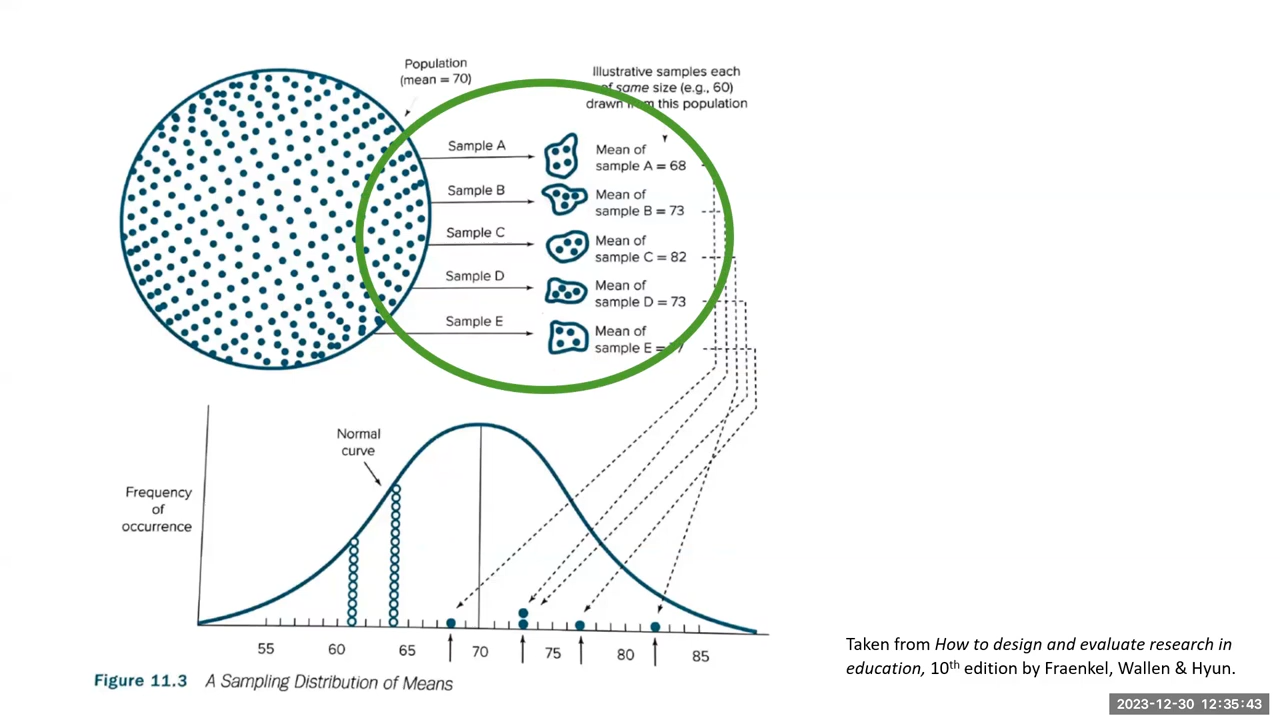 Population
(mean = 70)
Illustrative samples each
of same size (e.g., 60)
drawn from this population
Sample A
Mean of
sample A = 68
Sample B
Mean of
sample B = 73
Sample C
Mean of
sample C = 82
Sample D
Mean of
sample D = 73
Sample E
Mean of
sample E =
Normal
curve
Frequency
of
occurrence
55 60 65 70 75 80 85
Figure 11.3 A Sampling Distribution of Means
Taken from How to design and evaluate research in
education, 10th edition by Fraenkel, Wallen & Hyun.
2023-12-30 12:35:43